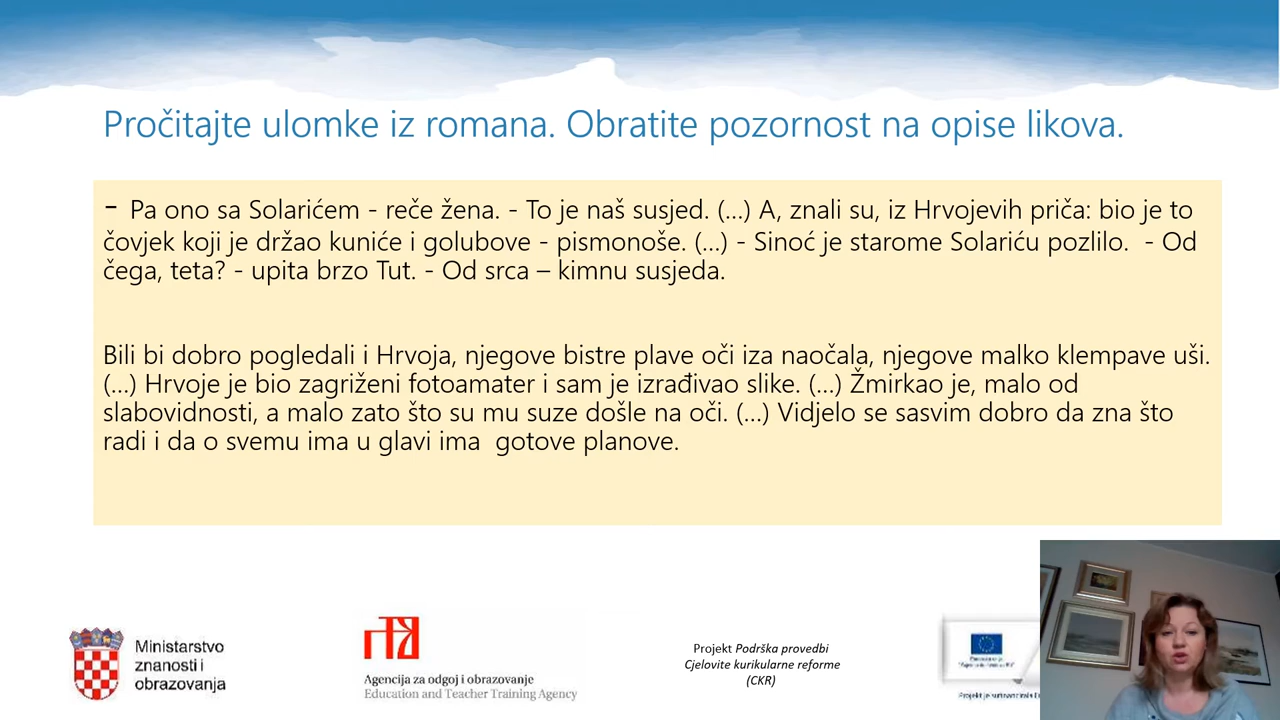 Pročitajte ulomke iz romana. Obratite pozornost na opise likova.
- Pa ono sa Solarićem - reče žena. - To je naš susjed. (...) A, znali su, iz Hrvojevih priča: bio je to
čovjek koji je držao kuniće i golubove - pismonoše. (...) - Sinoć je starome Solariću pozlilo.  - Od
čega, teta? - upita brzo Tut. - Od srca – kimnu susjeda.
Bili bi dobro pogledali i Hrvoja, njegove bistre plave oči iza naočala, njegove malko klempave uši.
(...) Hrvoje je bio zagriženi fotoamater i sam je izrađivao slike. (...) Žmirkao je, malo od
slabovidnosti, a malo zato što su mu suze došle na oči. (...) Vidjelo se sasvim dobro da zna što
radi i da o svemu ima u glavi ima  gotove planove.
Ministarstvo
znanosti i
obrazovanja
Agencija za odgoj i obrazovanje
Education and Teacher Training Agency
Projekt Podrška provedbi
Cjelovite kurikularne reforme
(CKR)
Projekt je sufinancirala